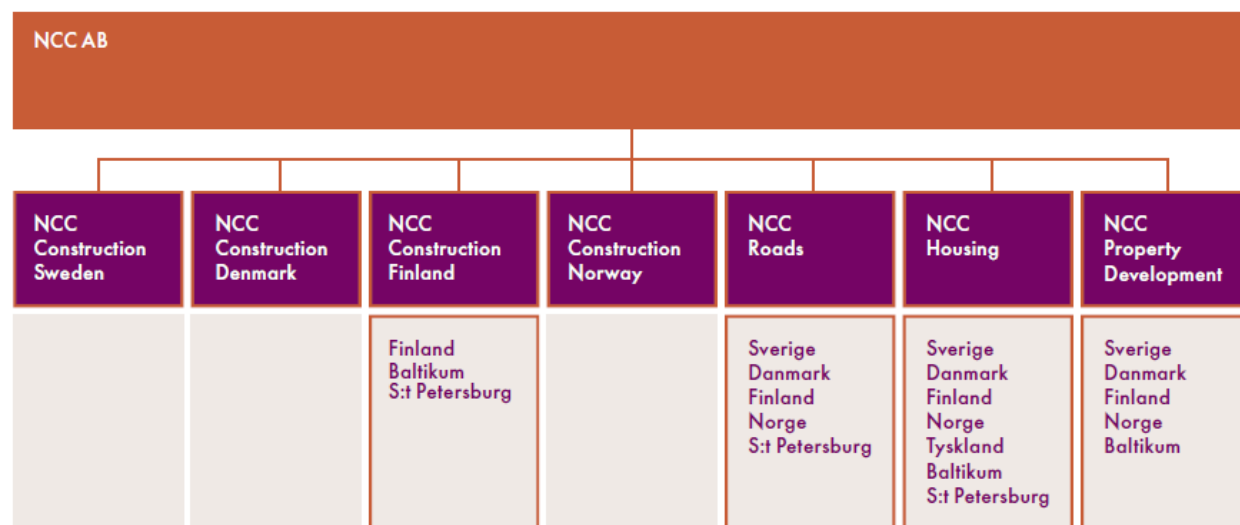 NCC AB
NCC
Construction
Sweden
NCC
Construction
Denmark
NCC
Construction
Finland
NCC
Construction
Norway
NCC
Roads
NCC
Housing
NCC
Property
Development
Finland
Baltikum
S:t Petersburg
Sverige
Danmark
Finland
Norge
S:t Petersburg
Sverige
Danmark
Finland
Norge
Tyskland
Baltikum
S:t Petersburg
Sverige
Danmark
Finland
Norge
Baltikum